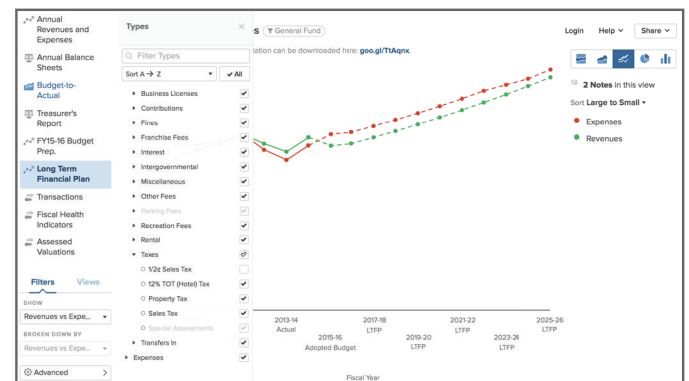 Annual
Revenues and
Expenses
Annual Balance
Sheets
Budget-to-
Actual
Treasurer's
Report
FY15-16 Budget
Prep.
Long Term
Financial Plan
Transactions
Fiscal Health
Indicators
Assessed
Valuations
Filters Views
SHOW
Revenues vs Expe...
BROKEN DOWN BY
Revenues vs Expe...
Advanced
Types
Filter Types
Sort A → Z
All
Business Licenses
Contributions
Fines
Franchise Fees
Interest
Intergovernmental
Miscellaneous
Other Fees
Parking Fees
Recreation Fees
Rental
Taxes
1/2¢ Sales Tax
12% TOT (Hotel) Tax
Property Tax
Sales Tax
Special Assessments
Transfers In
Expenses
General Fund
Login Help Share
can be downloaded here: goo.gl/TtAqnx.
2 Notes in this view
Sort Large to Small
Expenses
Revenues
2013-14 2017-18 2021-22 2025-26
Actual LTFP LTFP LTFP
2015-16 2019-20 2023-24
Adopted Budget LTFP LTFP
Fiscal Year